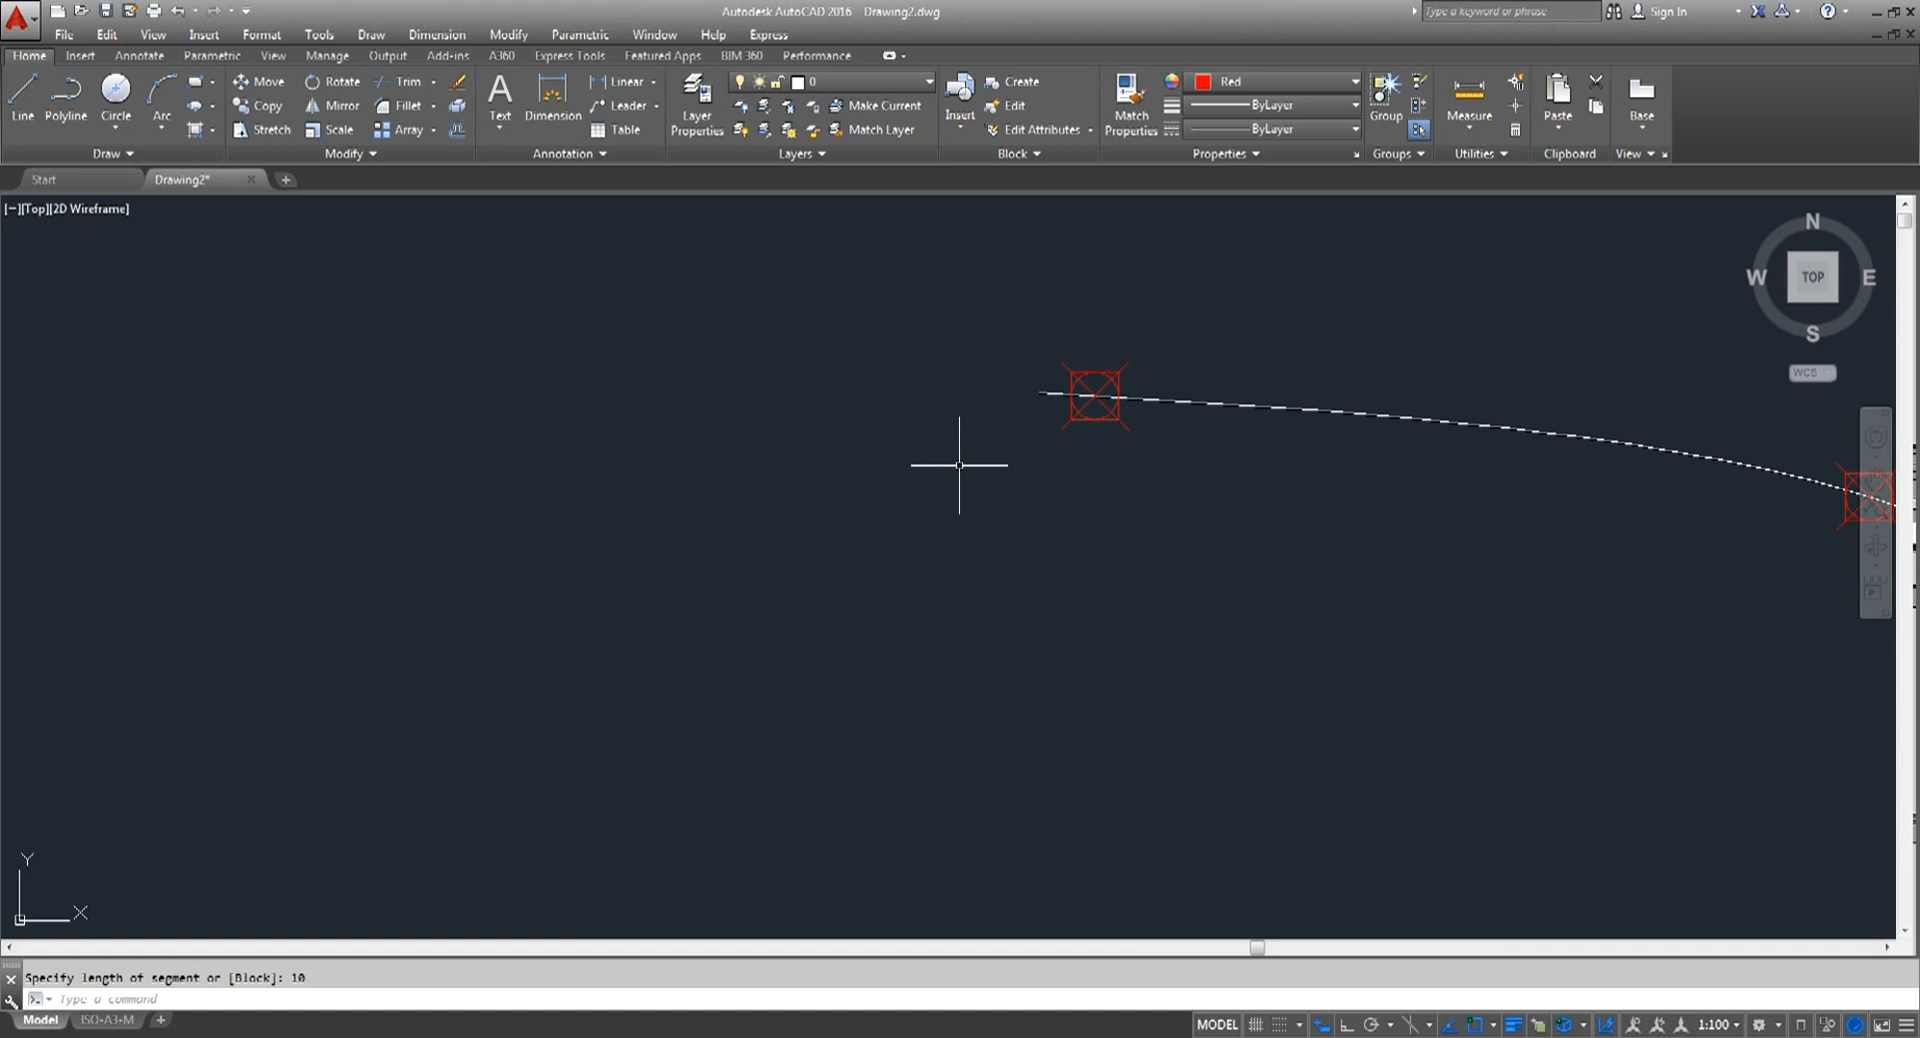 Autodesk AutoCAD 2016 Drawing2.dwg
Type a keyword or phrase
Sign In
File Edit View Insert Format Tools Draw Dimension Modify Parametric Window Help Express
Home Insert Annotate Parametric View Manage Output Add-ins A360 Express Tools Featured Apps BIM 360 Performance
Line Polyline Circle Arc
Move Rotate Trim
Copy Mirror Fillet
Stretch Scale Array
Text Dimension
Linear
Leader
Table
Layer Properties
0
Make Current
Match Layer
Insert
Create
Edit
Edit Attributes
Match Properties
Red
ByLayer
ByLayer
Group
Measure
Paste
Base
Draw Modify Annotation Layers Block Properties Groups Utilities Clipboard View
Start Drawing2*
[−][Top][2D Wireframe]
N
W TOP E
S
WCS
Y
X
Specify length of segment or [Block]: 10
Type a command
Model ISO-A3-M
MODEL 1:100